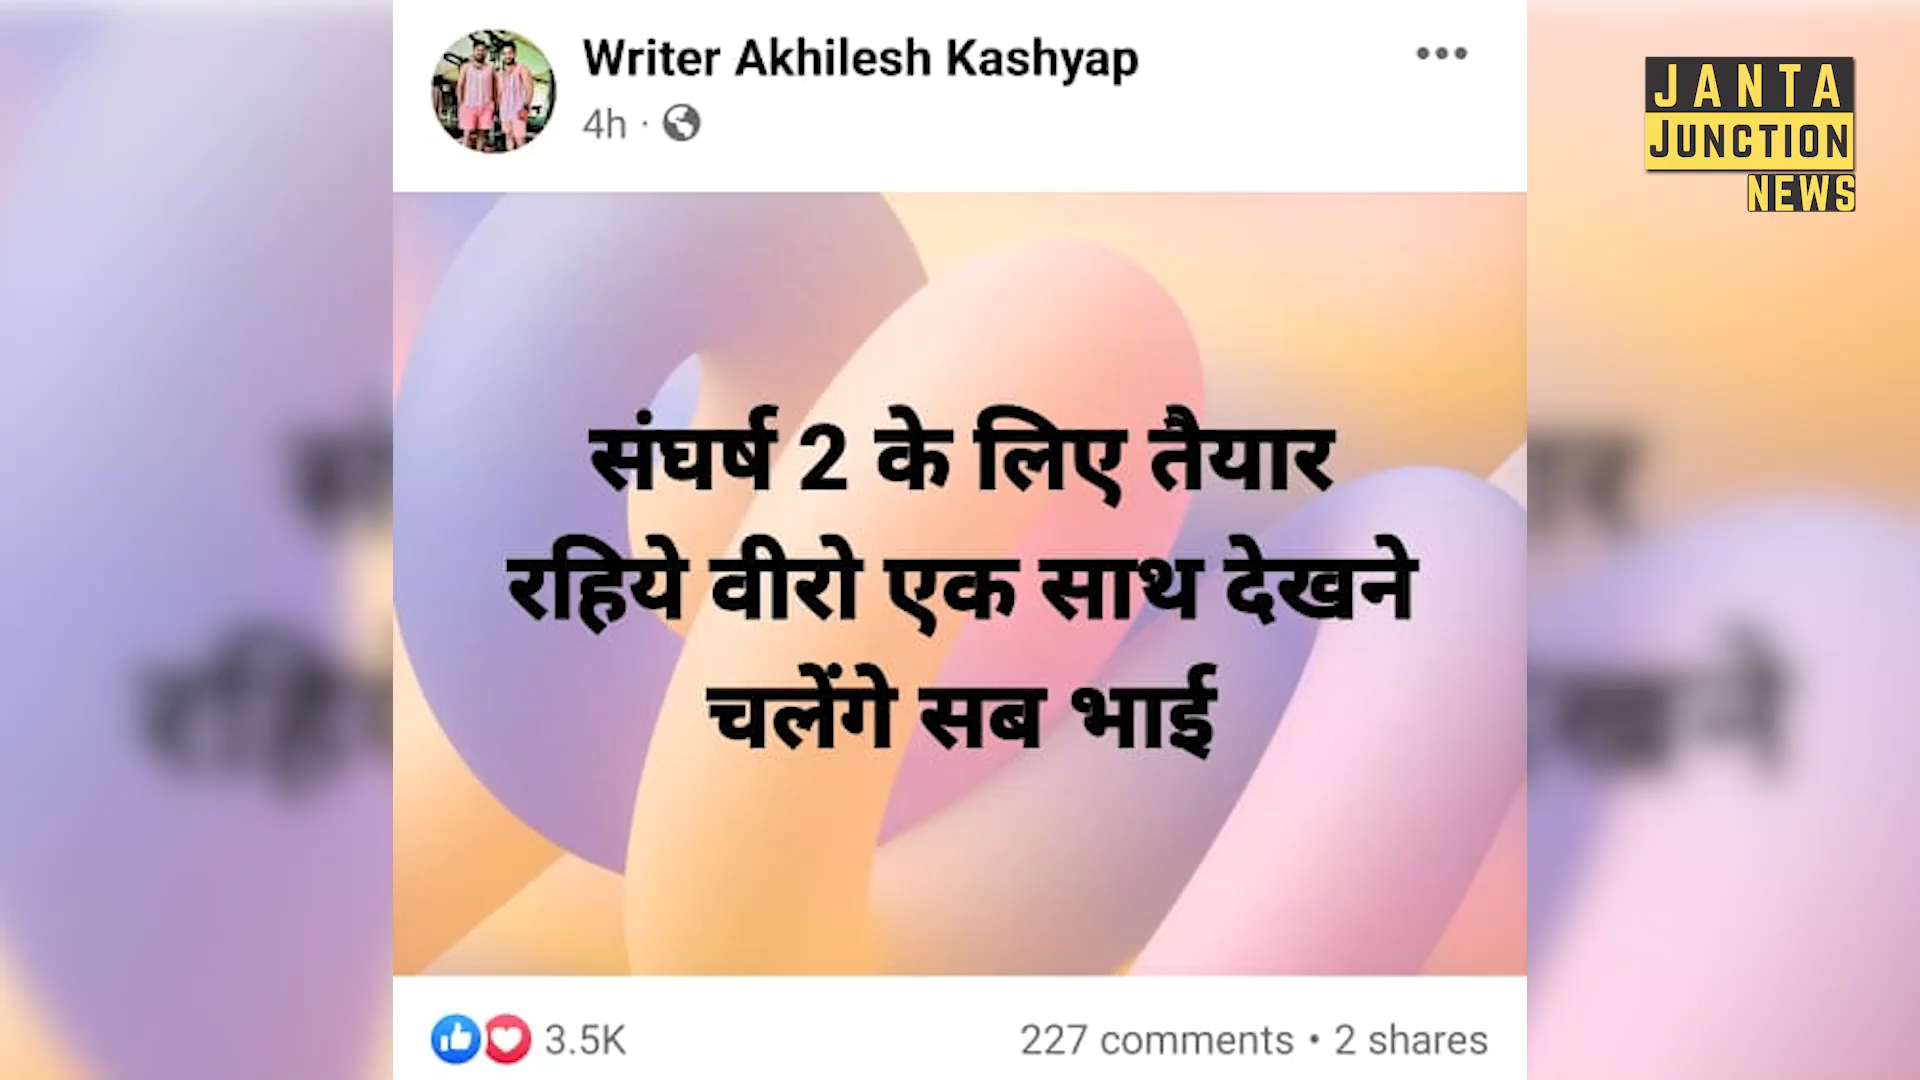 Writer Akhilesh Kashyap
4h ·
JANTA
JUNCTION
NEWS
संघर्ष 2 के लिए तैयार
रहिये वीरो एक साथ देखने
चलेंगे सब भाई
3.5K
227 comments • 2 shares